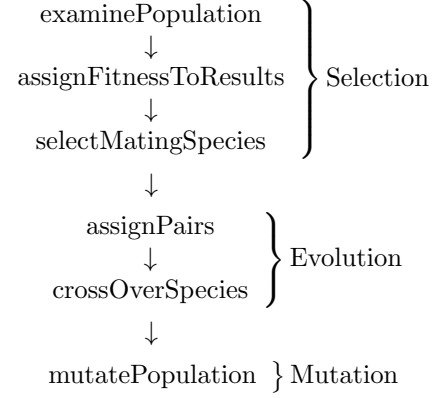 examinePopulation
↓
assignFitnessToResults
↓
selectMatingSpecies
} Selection
↓
assignPairs
↓
crossOverSpecies
} Evolution
↓
mutatePopulation } Mutation